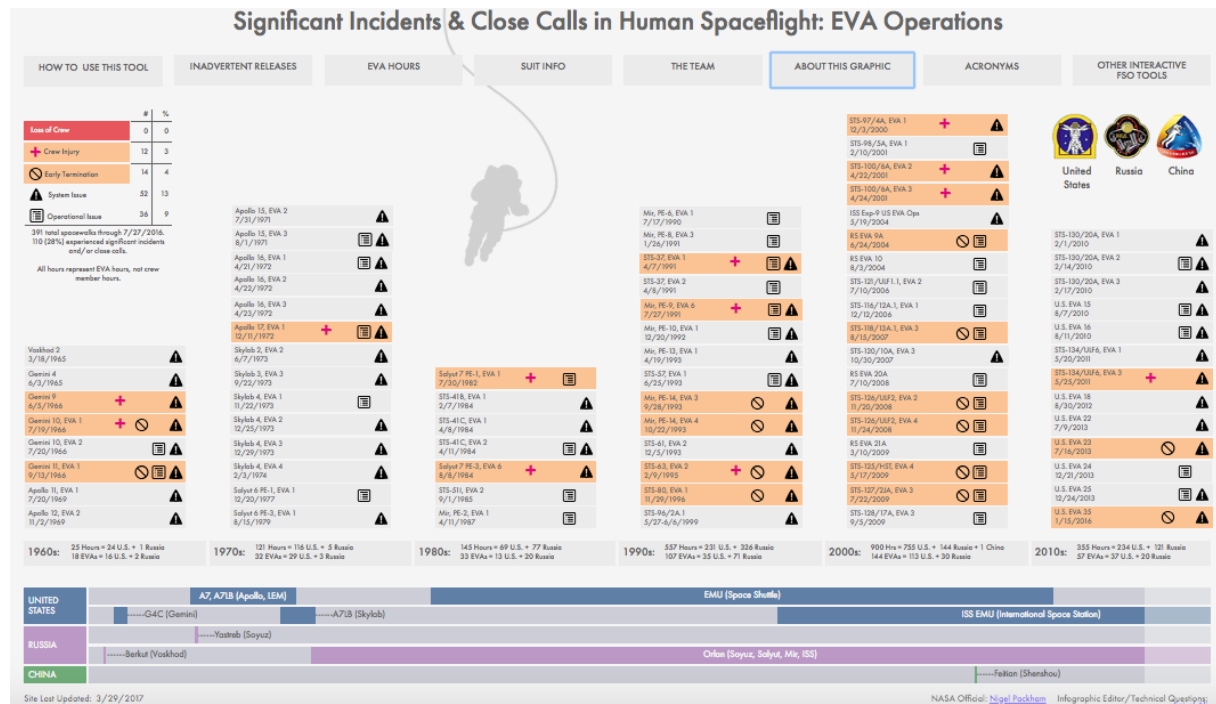 Significant Incidents & Close Calls in Human Spaceflight: EVA Operations
HOW TO USE THIS TOOL
INADVERTENT RELEASES
EVA HOURS
SUIT INFO
THE TEAM
ABOUT THIS GRAPHIC
ACRONYMS
OTHER INTERACTIVE
FSO TOOLS
# %
Loss of Crew 0 0
Crew Injury 12 3
Early Termination 14 4
System Issue 52 13
Operational Issue 36 9
391 total spacewalks through 7/27/2016.
110 (28%) experienced significant incidents
and/or close calls.
All hours represent EVA hours, not crew
member hours.
Voskhod 2
3/18/1965
Gemini 4
6/3/1965
Gemini 9
6/5/1966
Gemini 10, EVA 1
7/19/1966
Gemini 10, EVA 2
7/20/1966
Gemini 11, EVA 1
9/13/1966
Apollo 11, EVA 1
7/20/1969
Apollo 12, EVA 2
11/2/1969
1960s:
25 Hours = 24 U.S. + 1 Russia
18 EVAs = 16 U.S. + 2 Russia
Apollo 15, EVA 2
7/31/1971
Apollo 15, EVA 3
8/1/1971
Apollo 16, EVA 1
4/21/1972
Apollo 16, EVA 2
4/22/1972
Apollo 16, EVA 3
4/23/1972
Apollo 17, EVA 1
12/11/1972
Skylab 2, EVA 2
6/7/1973
Skylab 3, EVA 3
9/22/1973
Skylab 4, EVA 1
11/22/1973
Skylab 4, EVA 2
12/25/1973
Skylab 4, EVA 3
12/29/1973
Skylab 4, EVA 4
2/3/1974
Salyut 6 PE-1, EVA 1
12/20/1977
Salyut 6 PE-3, EVA 1
8/15/1979
1970s:
121 Hours = 116 U.S. + 5 Russia
32 EVAs = 29 U.S. + 3 Russia
Salyut 7 PE-1, EVA 1
7/30/1982
STS-41B, EVA 1
2/7/1984
STS-41C, EVA 1
4/8/1984
STS-41C, EVA 2
4/11/1984
Salyut 7 PE-3, EVA 6
8/8/1984
STS-51I, EVA 2
9/1/1985
Mir, PE-2, EVA 1
4/11/1987
1980s:
145 Hours = 69 U.S. + 77 Russia
33 EVAs = 13 U.S. + 20 Russia
Mir, PE-6, EVA 1
7/17/1990
Mir, PE-8, EVA 3
1/26/1991
STS-37, EVA 1
4/7/1991
STS-37, EVA 2
4/8/1991
Mir, PE-9, EVA 6
7/27/1991
Mir, PE-10, EVA 1
12/20/1992
Mir, PE-13, EVA 1
4/19/1993
STS-57, EVA 1
6/25/1993
Mir, PE-14, EVA 3
9/28/1993
Mir, PE-14, EVA 4
10/22/1993
STS-61, EVA 2
12/5/1993
STS-63, EVA 2
2/9/1995
STS-80, EVA 1
11/29/1996
STS-96/2A.1
5/27-6/6/1999
1990s:
557 Hours = 231 U.S. + 326 Russia
107 EVAs = 35 U.S. + 71 Russia
STS-97/4A, EVA 1
12/3/2000
STS-98/5A, EVA 1
2/10/2001
STS-100/6A, EVA 2
4/22/2001
STS-100/6A, EVA 3
4/24/2001
ISS Exp-9 US EVA Ops
5/19/2004
RS EVA 9A
6/24/2004
RS EVA 10
8/3/2004
STS-121/ULF1.1, EVA 2
7/10/2006
STS-116/12A.1, EVA 1
12/12/2006
STS-118/13A.1, EVA 3
8/15/2007
STS-120/10A, EVA 3
10/30/2007
RS EVA 20A
7/10/2008
STS-126/ULF2, EVA 2
11/20/2008
STS-126/ULF2, EVA 4
11/24/2008
RS EVA 21A
3/10/2009
STS-125/HST, EVA 4
5/17/2009
STS-127/2JA, EVA 3
7/22/2009
STS-128/17A, EVA 3
9/5/2009
2000s:
900 Hrs = 755 U.S. + 144 Russia + 1 China
144 EVAs = 113 U.S. + 30 Russia
United
States
Russia
China
STS-130/20A, EVA 1
2/1/2010
STS-130/20A, EVA 2
2/14/2010
STS-130/20A, EVA 3
2/17/2010
U.S. EVA 15
8/7/2010
U.S. EVA 16
8/11/2010
STS-134/ULF6, EVA 1
5/20/2011
STS-134/ULF6, EVA 3
5/25/2011
U.S. EVA 18
8/30/2012
U.S. EVA 22
7/9/2013
U.S. EVA 23
7/16/2013
U.S. EVA 24
12/21/2013
U.S. EVA 25
12/24/2013
U.S. EVA 35
1/15/2016
2010s:
355 Hours = 234 U.S. + 121 Russia
57 EVAs = 37 U.S. + 20 Russia
UNITED
STATES
A7, A7LB (Apollo, LEM)
EMU (Space Shuttle)
------G4C (Gemini)
------A7LB (Skylab)
ISS EMU (International Space Station)
RUSSIA
------Yastreb (Soyuz)
------Berkut (Voskhod)
Orlan (Soyuz, Salyut, Mir, ISS)
CHINA
------Feitian (Shenshou)
Site Last Updated: 3/29/2017
NASA Official: Nigel Packham
Infographic Editor/Technical Questions: